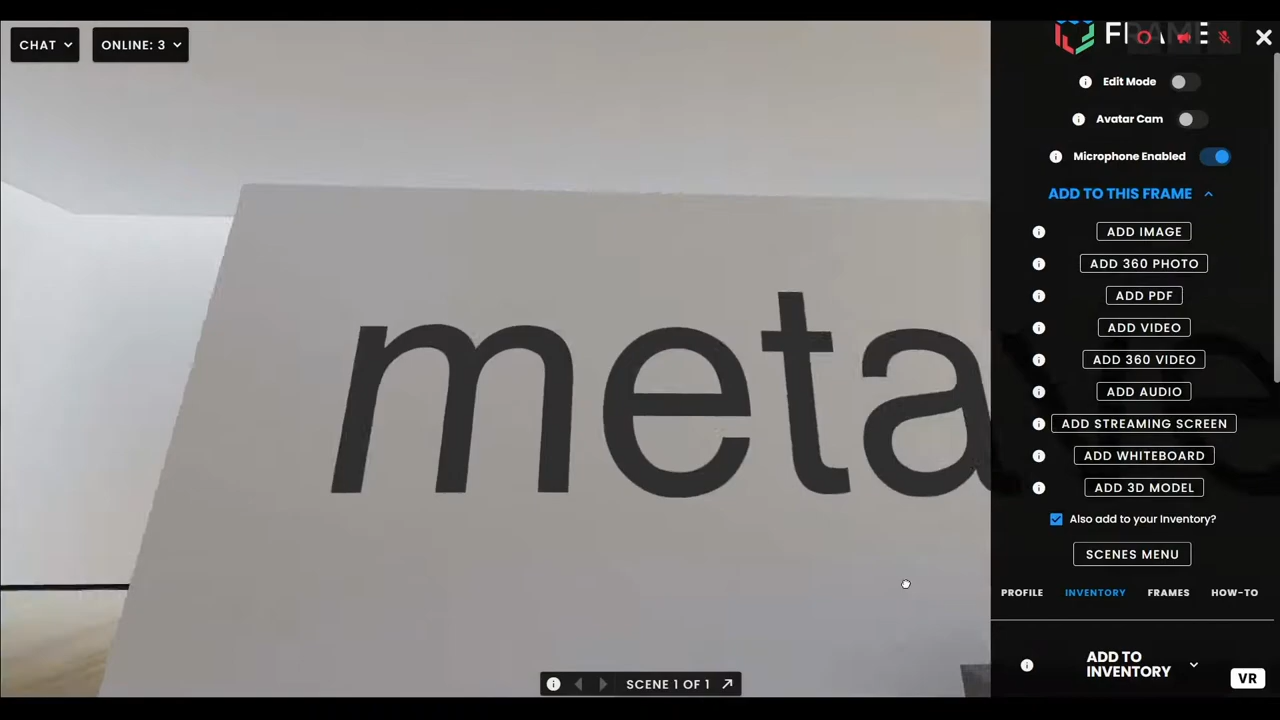 CHAT
ONLINE: 3
FRAME
Edit Mode
Avatar Cam
Microphone Enabled
ADD TO THIS FRAME
ADD IMAGE
ADD 360 PHOTO
ADD PDF
ADD VIDEO
ADD 360 VIDEO
ADD AUDIO
ADD STREAMING SCREEN
ADD WHITEBOARD
ADD 3D MODEL
Also add to your Inventory?
SCENES MENU
PROFILE INVENTORY FRAMES HOW-TO
ADD TO
INVENTORY
VR
meta
SCENE 1 OF 1